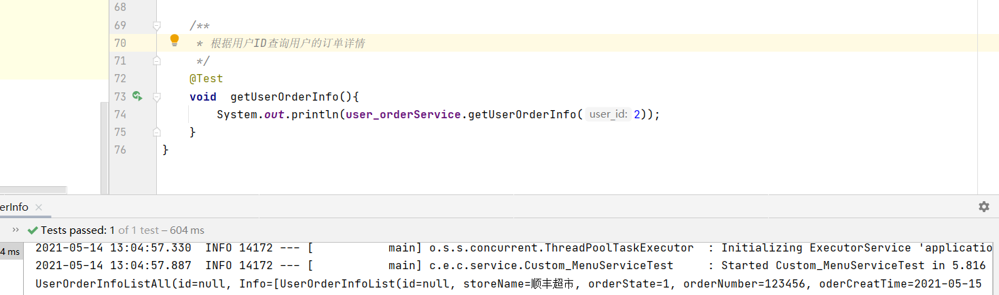 68
69 /**
70 * 根据用户ID查询用户的订单详情
71 */
72 @Test
73 void getUserOrderInfo(){
74 System.out.println(user_orderService.getUserOrderInfo( user_id: 2));
75 }
76 }
erInfo ×
>> Tests passed: 1 of 1 test – 604 ms
4 ms
2021-05-14 13:04:57.330 INFO 14172 --- [ main] o.s.s.concurrent.ThreadPoolTaskExecutor : Initializing ExecutorService 'applicatio
2021-05-14 13:04:57.887 INFO 14172 --- [ main] c.e.c.service.Custom_MenuServiceTest : Started Custom_MenuServiceTest in 5.816
UserOrderInfoListAll(id=null, Info=[UserOrderInfoList(id=null, storeName=顺丰超市, orderState=1, orderNumber=123456, oderCreatTime=2021-05-15